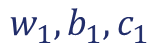 w₁, b₁, c₁